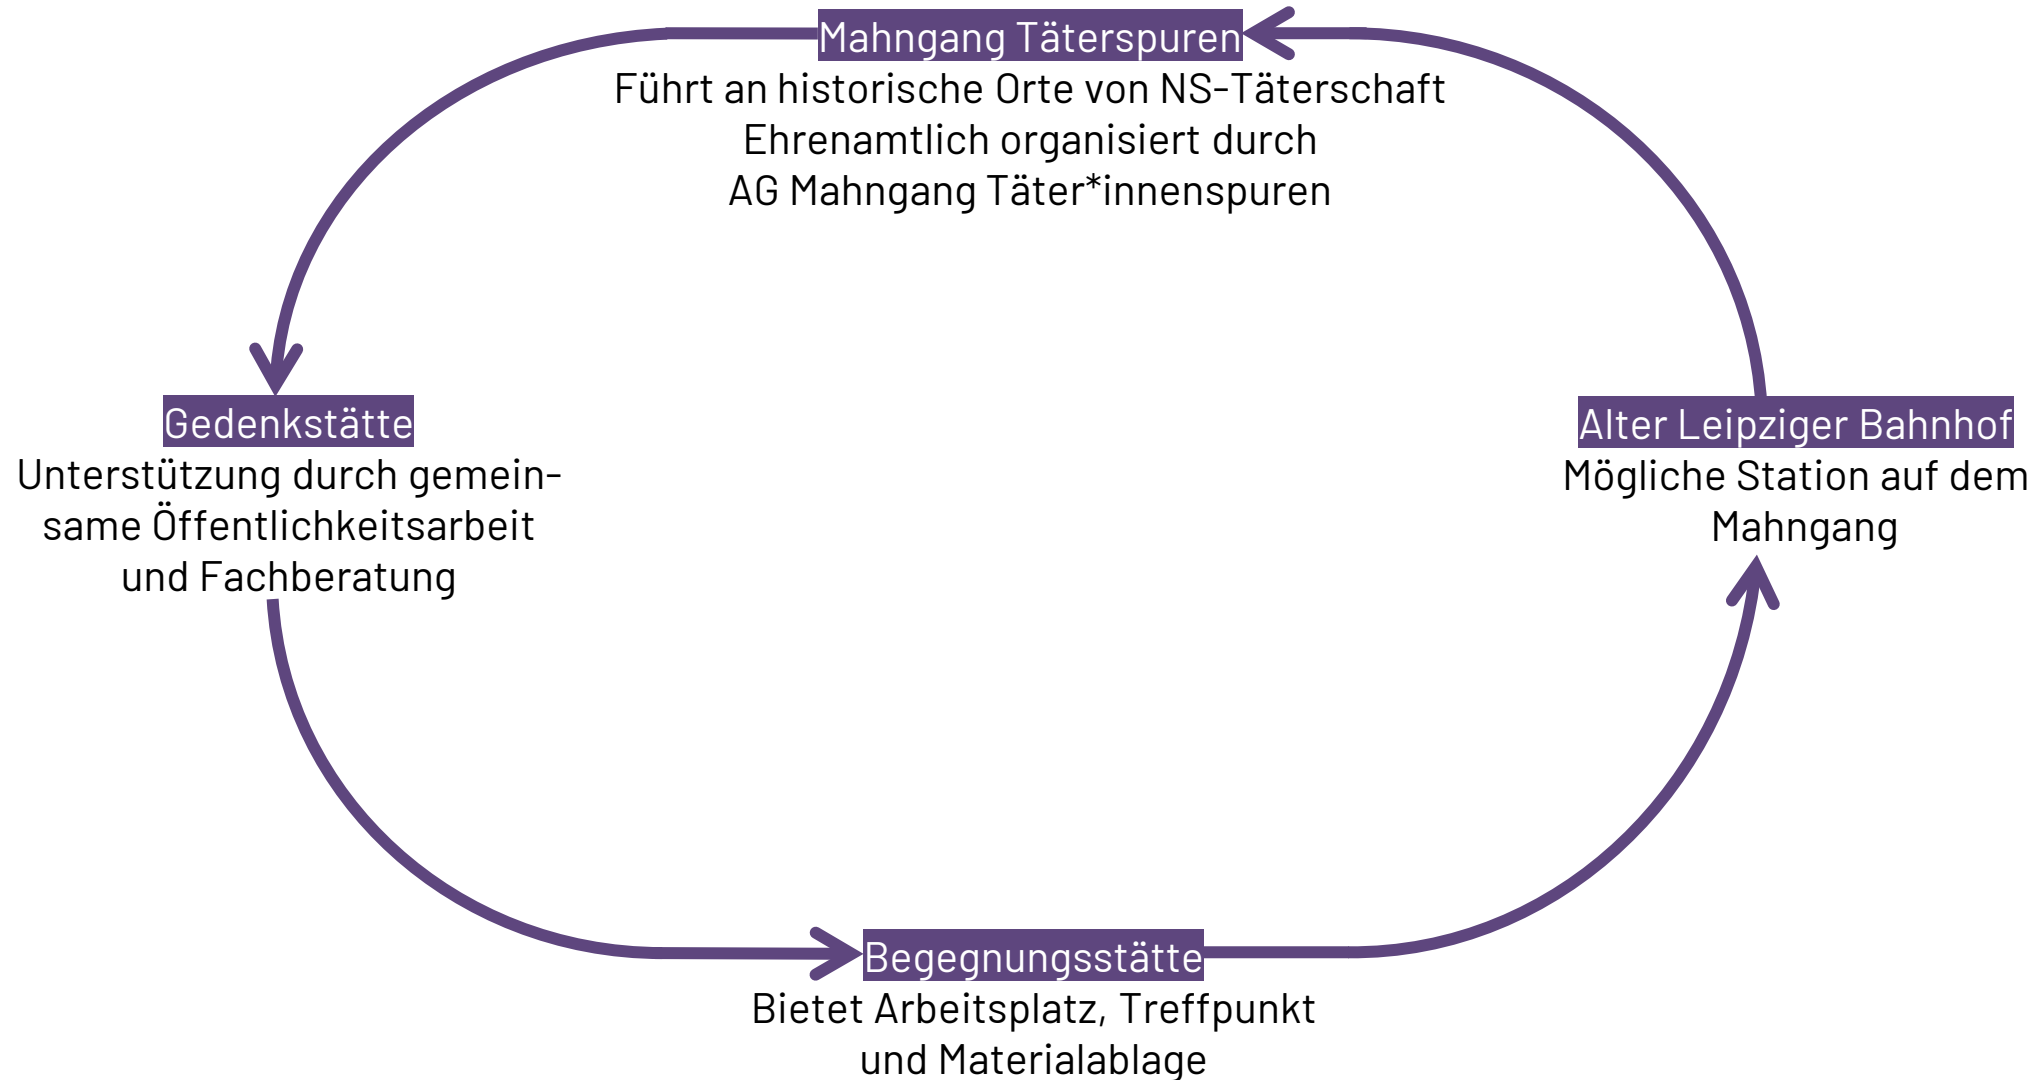 Mahngang Täterspuren
Führt an historische Orte von NS-Täterschaft
Ehrenamtlich organisiert durch
AG Mahngang Täter*innenspuren
Gedenkstätte
Unterstützung durch gemein-
same Öffentlichkeitsarbeit
und Fachberatung
Alter Leipziger Bahnhof
Mögliche Station auf dem
Mahngang
Begegnungsstätte
Bietet Arbeitsplatz, Treffpunkt
und Materialablage